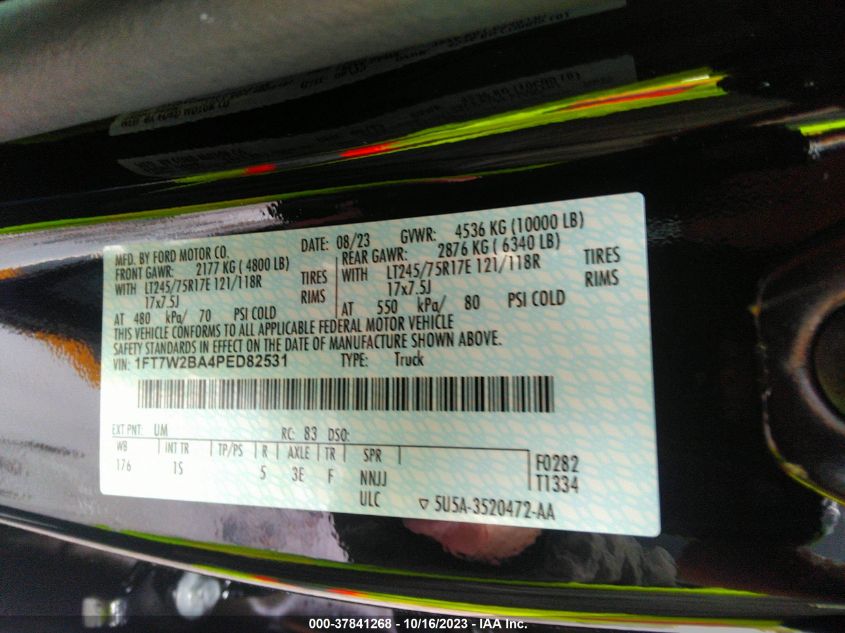 MFD. BY FORD MOTOR CO. DATE: 08/23 GVWR: 4536 KG (10000 LB)
FRONT GAWR: 2177 KG ( 4800 LB) REAR GAWR: 2876 KG ( 6340 LB)
WITH LT245/75R17E 121/118R TIRES WITH LT245/75R17E 121/118R TIRES
17x7.5J RIMS 17x7.5J RIMS
AT 480 kPa/ 70 PSI COLD AT 550 kPa/ 80 PSI COLD
THIS VEHICLE CONFORMS TO ALL APPLICABLE FEDERAL MOTOR VEHICLE
SAFETY STANDARDS IN EFFECT ON THE DATE OF MANUFACTURE SHOWN ABOVE.
VIN: 1FT7W2BA4PED82531 TYPE: Truck
EXT PNT: UM RC: 83 DSO:
WB INT TR TP/PS R AXLE TR SPR
176 1S 5 3E F NNJJ
ULC
F0282
T1334
▽ 5U5A-3520472-AA
000-37841268 - 10/16/2023 - IAA Inc.